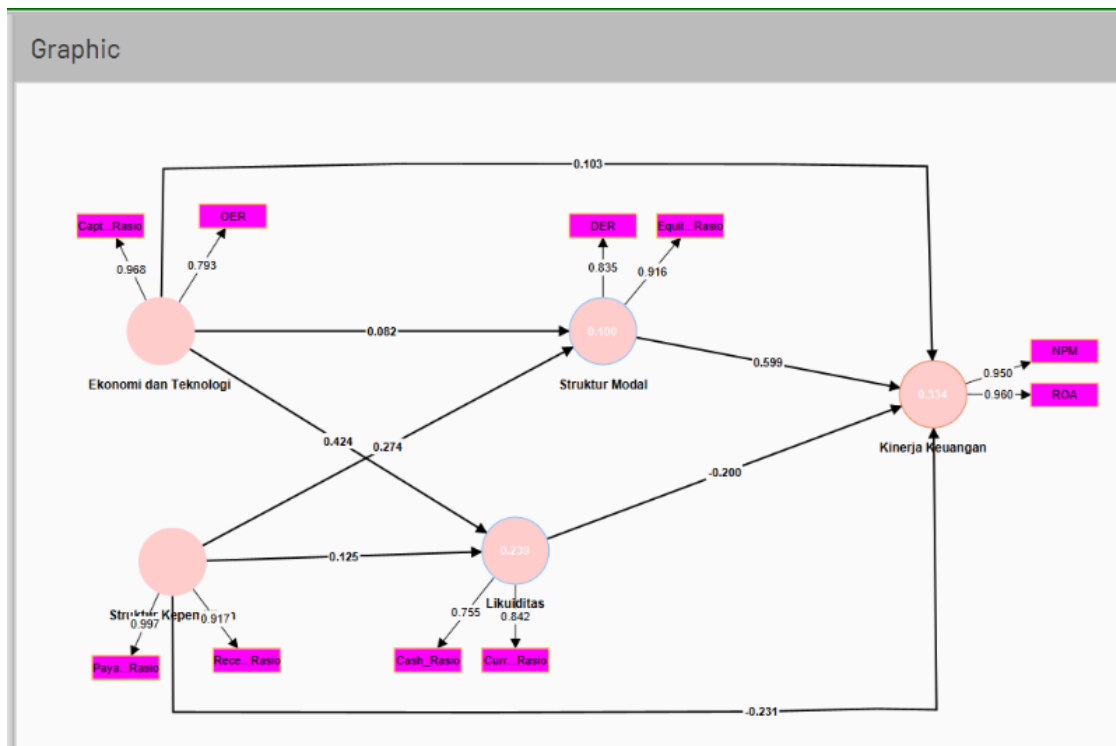 Graphic
0.103
Capt...Rasio
OER
DER
Equit...Rasio
0.968
0.793
0.835
0.916
0.082
0.100
0.599
NPM
0.950
0.960
ROA
0.334
Ekonomi dan Teknologi
Struktur Modal
Kinerja Keuangan
0.424
0.274
-0.200
0.125
0.239
Likuiditas
Struktur
0.997
0.917
0.755
0.842
Paya...Rasio
Rece...Rasio
Cash_Rasio
Curr...Rasio
-0.231